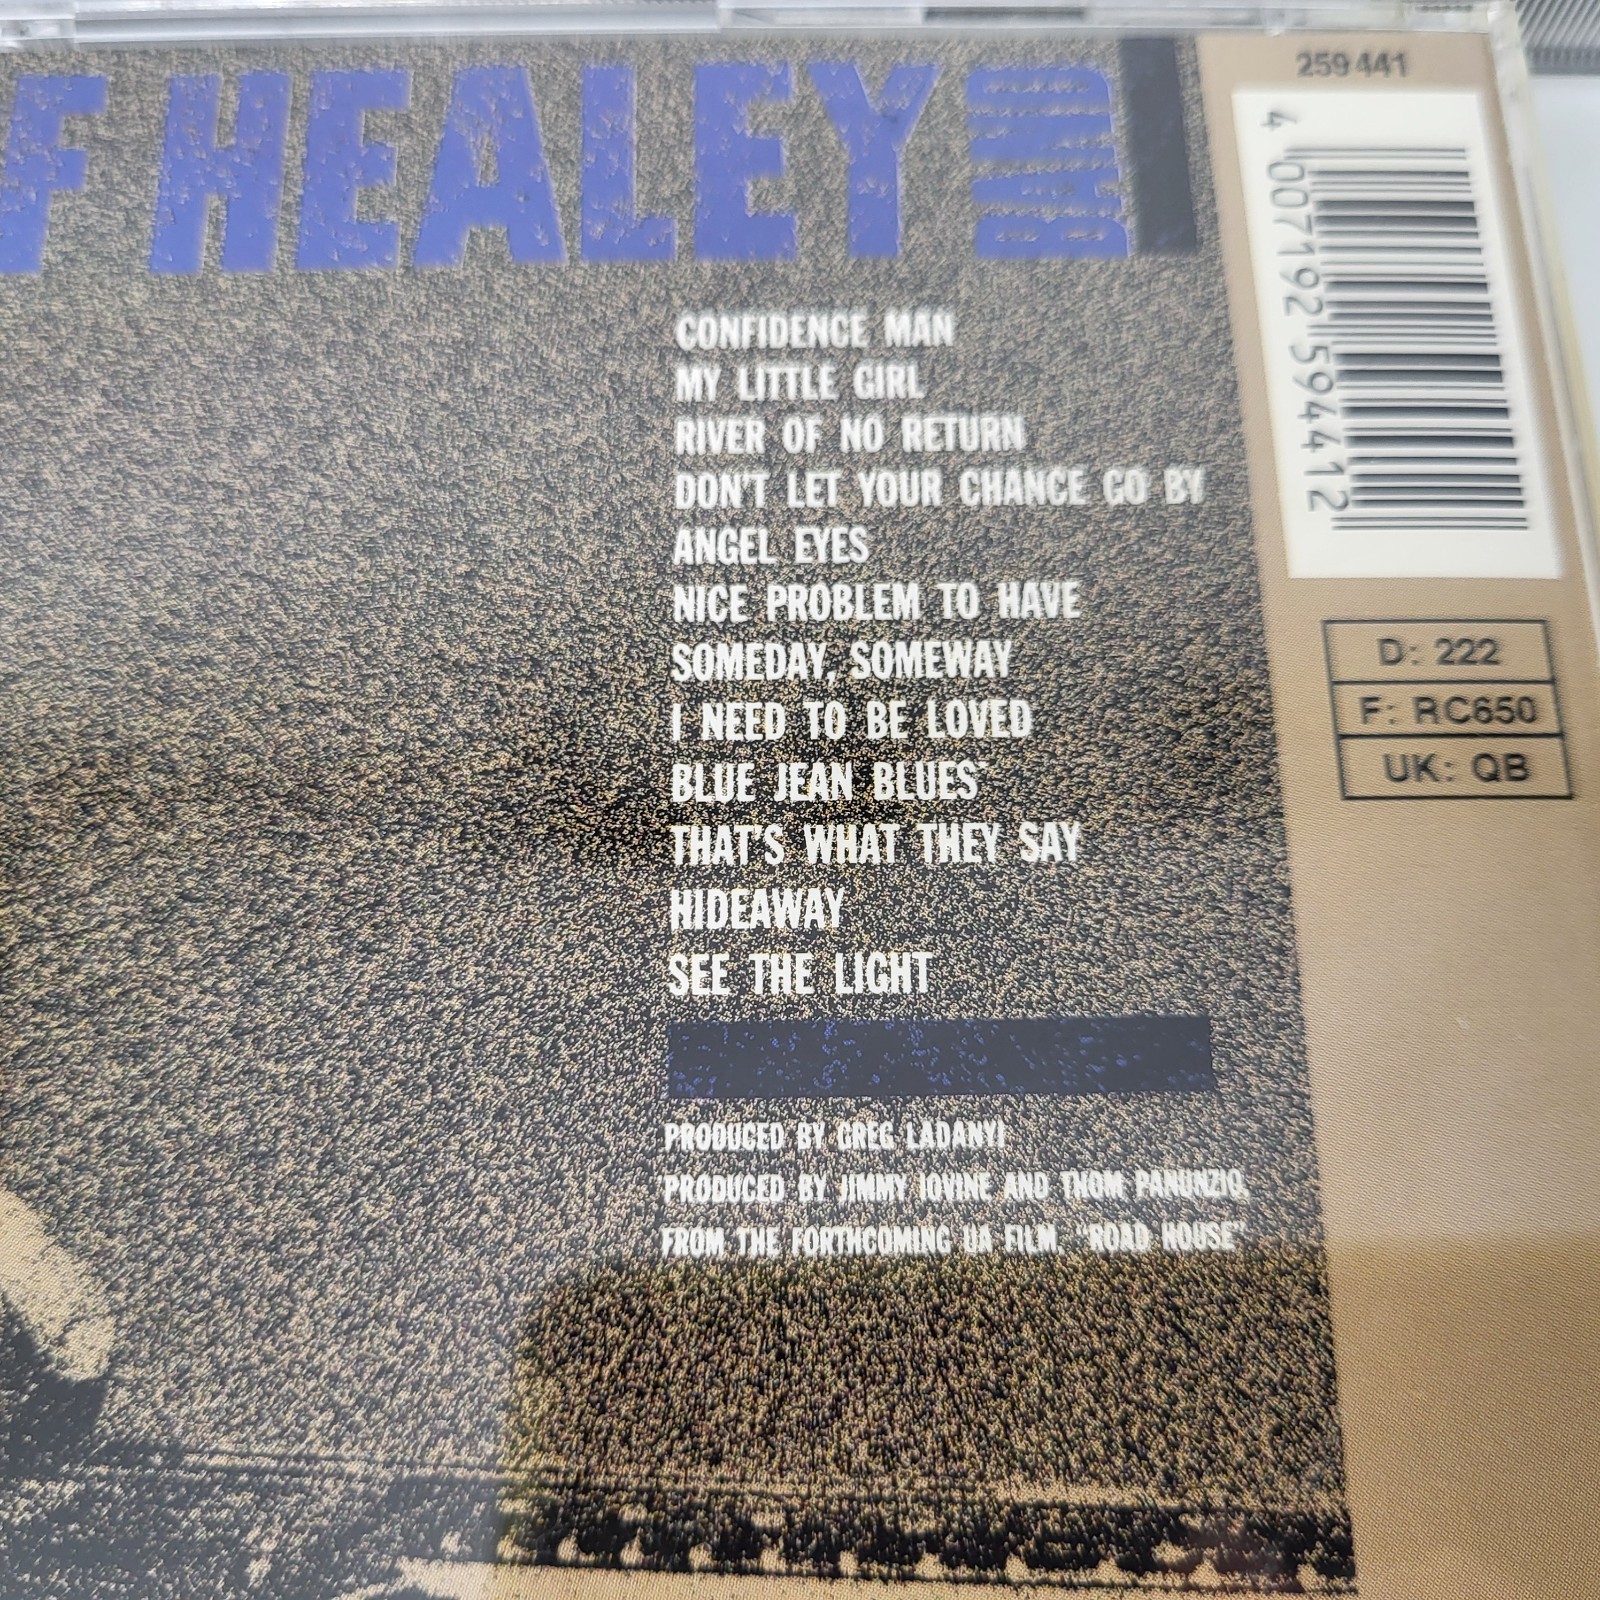 F HEALEY BAND
259 441
4 007192 594412
CONFIDENCE MAN
MY LITTLE GIRL
RIVER OF NO RETURN
DON'T LET YOUR CHANCE GO BY
ANGEL EYES
NICE PROBLEM TO HAVE
SOMEDAY, SOMEWAY
I NEED TO BE LOVED
BLUE JEAN BLUES*
THAT'S WHAT THEY SAY
HIDEAWAY
SEE THE LIGHT
D: 222
F: RC650
UK: QB
PRODUCED BY GREG LADANYI
PRODUCED BY JIMMY IOVINE AND THOM PANUNZIO,
FROM THE FORTHCOMING UA FILM, "ROAD HOUSE"